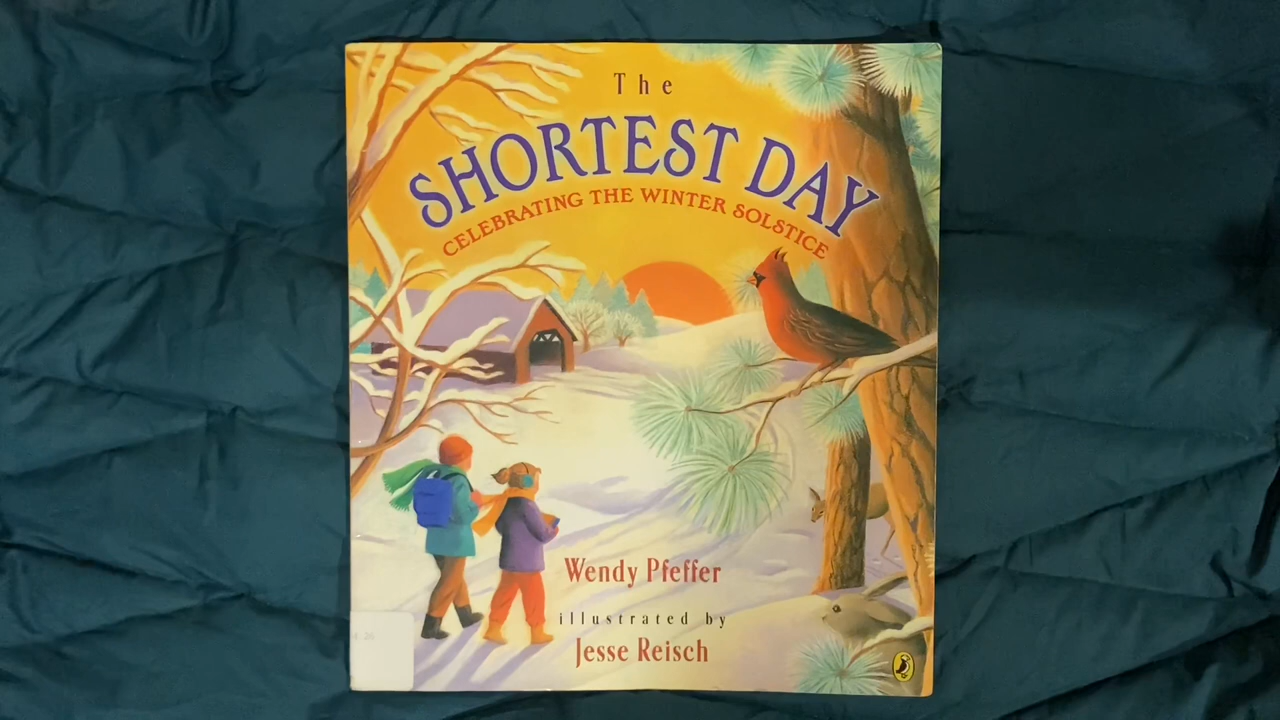 The
SHORTEST DAY
CELEBRATING THE WINTER SOLSTICE
Wendy Pfeffer
illustrated by
Jesse Reisch